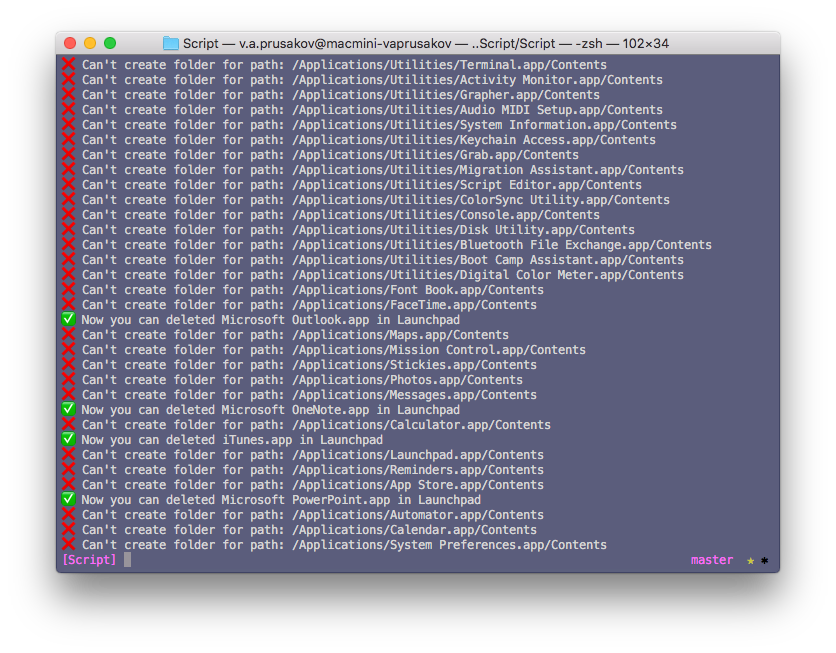 Script — v.a.prusakov@macmini-vaprusakov — ..Script/Script — -zsh — 102×34
❌ Can't create folder for path: /Applications/Utilities/Terminal.app/Contents
❌ Can't create folder for path: /Applications/Utilities/Activity Monitor.app/Contents
❌ Can't create folder for path: /Applications/Utilities/Grapher.app/Contents
❌ Can't create folder for path: /Applications/Utilities/Audio MIDI Setup.app/Contents
❌ Can't create folder for path: /Applications/Utilities/System Information.app/Contents
❌ Can't create folder for path: /Applications/Utilities/Keychain Access.app/Contents
❌ Can't create folder for path: /Applications/Utilities/Grab.app/Contents
❌ Can't create folder for path: /Applications/Utilities/Migration Assistant.app/Contents
❌ Can't create folder for path: /Applications/Utilities/Script Editor.app/Contents
❌ Can't create folder for path: /Applications/Utilities/ColorSync Utility.app/Contents
❌ Can't create folder for path: /Applications/Utilities/Console.app/Contents
❌ Can't create folder for path: /Applications/Utilities/Disk Utility.app/Contents
❌ Can't create folder for path: /Applications/Utilities/Bluetooth File Exchange.app/Contents
❌ Can't create folder for path: /Applications/Utilities/Boot Camp Assistant.app/Contents
❌ Can't create folder for path: /Applications/Utilities/Digital Color Meter.app/Contents
❌ Can't create folder for path: /Applications/Font Book.app/Contents
❌ Can't create folder for path: /Applications/FaceTime.app/Contents
✅ Now you can deleted Microsoft Outlook.app in Launchpad
❌ Can't create folder for path: /Applications/Maps.app/Contents
❌ Can't create folder for path: /Applications/Mission Control.app/Contents
❌ Can't create folder for path: /Applications/Stickies.app/Contents
❌ Can't create folder for path: /Applications/Photos.app/Contents
❌ Can't create folder for path: /Applications/Messages.app/Contents
✅ Now you can deleted Microsoft OneNote.app in Launchpad
❌ Can't create folder for path: /Applications/Calculator.app/Contents
✅ Now you can deleted iTunes.app in Launchpad
❌ Can't create folder for path: /Applications/Launchpad.app/Contents
❌ Can't create folder for path: /Applications/Reminders.app/Contents
❌ Can't create folder for path: /Applications/App Store.app/Contents
✅ Now you can deleted Microsoft PowerPoint.app in Launchpad
❌ Can't create folder for path: /Applications/Automator.app/Contents
❌ Can't create folder for path: /Applications/Calendar.app/Contents
❌ Can't create folder for path: /Applications/System Preferences.app/Contents
[Script] master ★ ✱